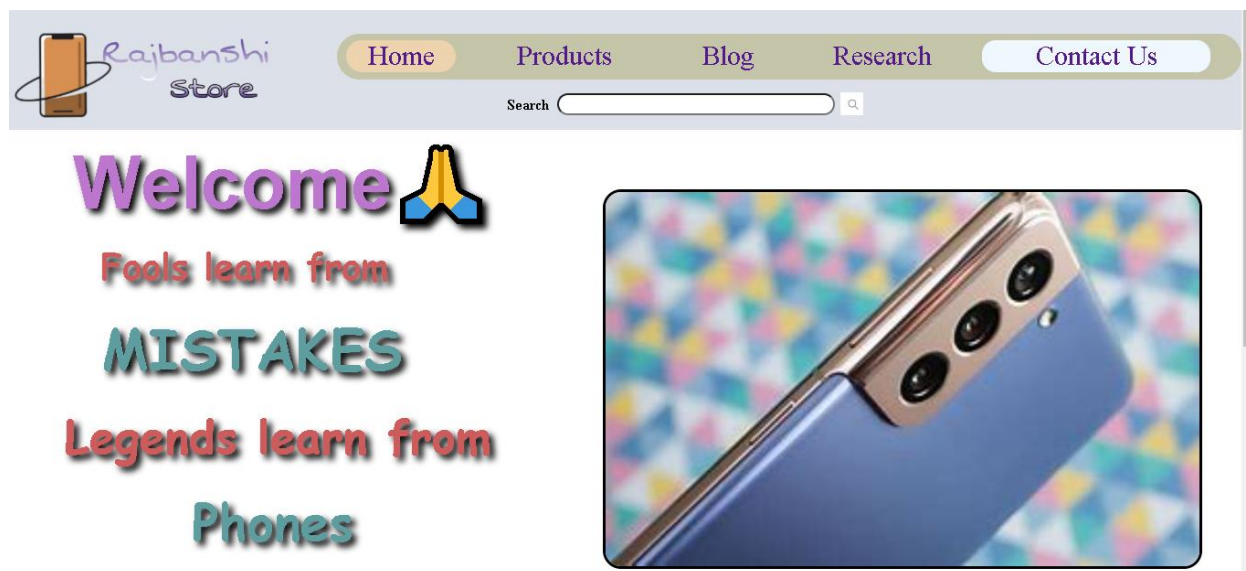 Rajbanshi
Store
Home Products Blog Research Contact Us
Search
Welcome🙏
Fools learn from
MISTAKES
Legends learn from
Phones